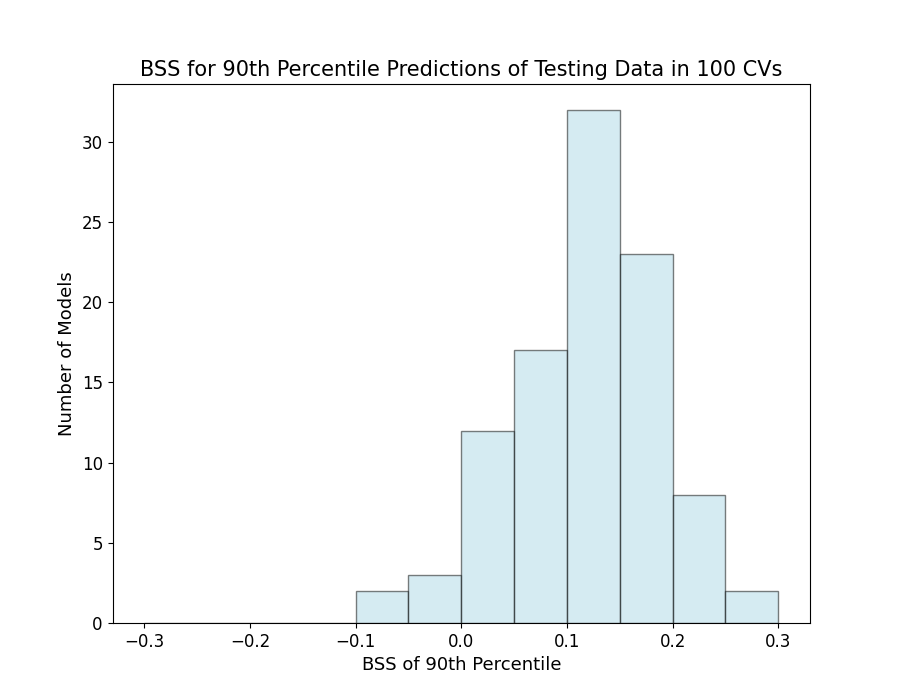 BSS for 90th Percentile Predictions of Testing Data in 100 CVs
30
25
20
15
10
5
0
Number of Models
−0.3 −0.2 −0.1 0.0 0.1 0.2 0.3
BSS of 90th Percentile